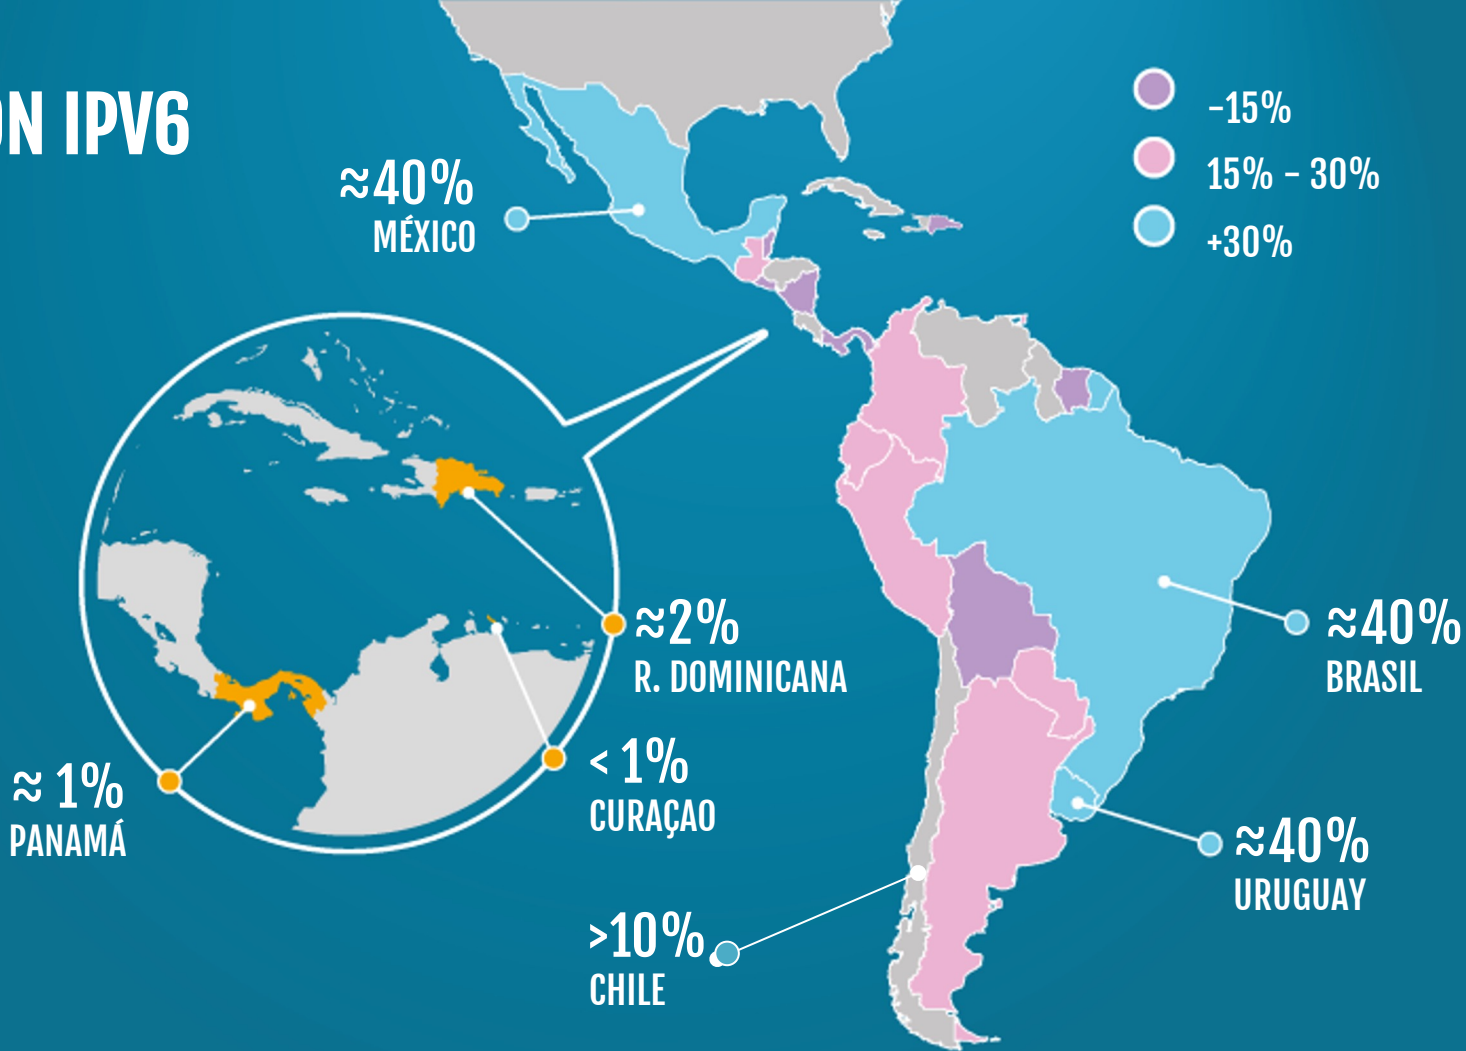 ON IPV6
−15%
15% − 30%
+30%
≈40%
MÉXICO
≈2%
R. DOMINICANA
< 1%
CURAÇAO
≈ 1%
PANAMÁ
≈40%
BRASIL
≈40%
URUGUAY
>10%
CHILE